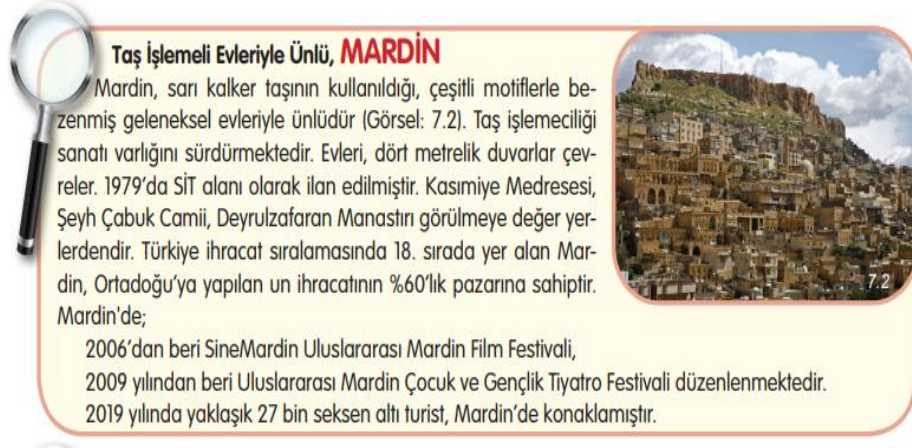 Taş İşlemeli Evleriyle Ünlü, MARDİN
Mardin, sarı kalker taşının kullanıldığı, çeşitli motiflerle be-
zenmiş geleneksel evleriyle ünlüdür (Görsel: 7.2). Taş işlemeciliği
sanatı varlığını sürdürmektedir. Evleri, dört metrelik duvarlar çev-
reler. 1979'da SİT alanı olarak ilan edilmiştir. Kasımiye Medresesi,
Şeyh Çabuk Camii, Deyrulzafaran Manastırı görülmeye değer yer-
lerdendir. Türkiye ihracat sıralamasında 18. sırada yer alan Mar-
din, Ortadoğu'ya yapılan un ihracatının %60'lık pazarına sahiptir.
Mardin'de;
2006'dan beri SineMardin Uluslararası Mardin Film Festivali,
2009 yılından beri Uluslararası Mardin Çocuk ve Gençlik Tiyatro Festivali düzenlenmektedir.
2019 yılında yaklaşık 27 bin seksen altı turist, Mardin'de konaklamıştır.
7.2